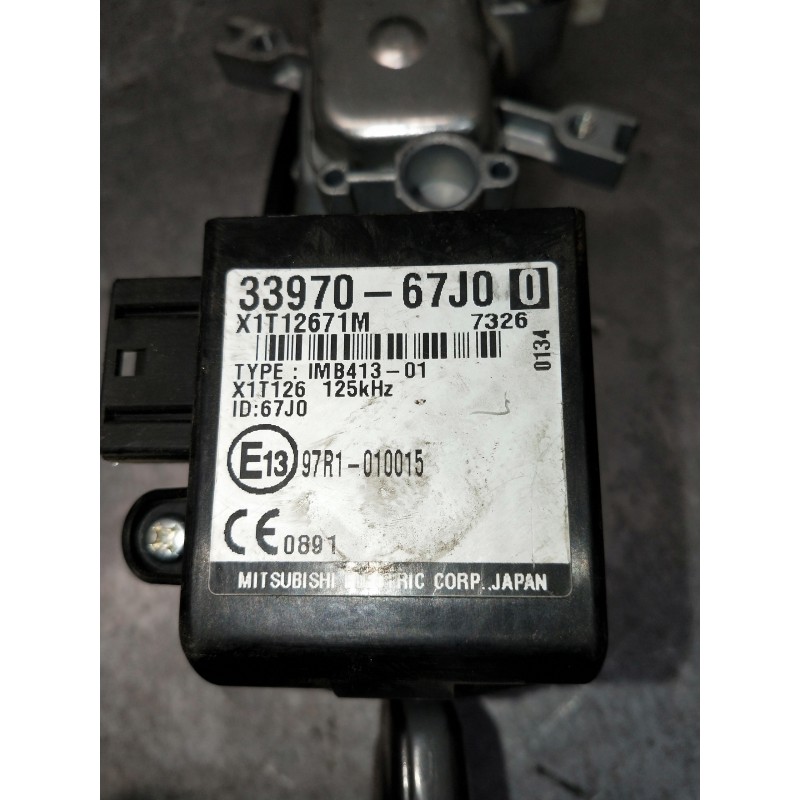 33970-67J0 0
X1T12671M 7326
0134
TYPE : IMB413-01
X1T126 125kHz
ID:67J0
E13 97R1-010015
CE 0891
MITSUBISHI CORP.,JAPAN